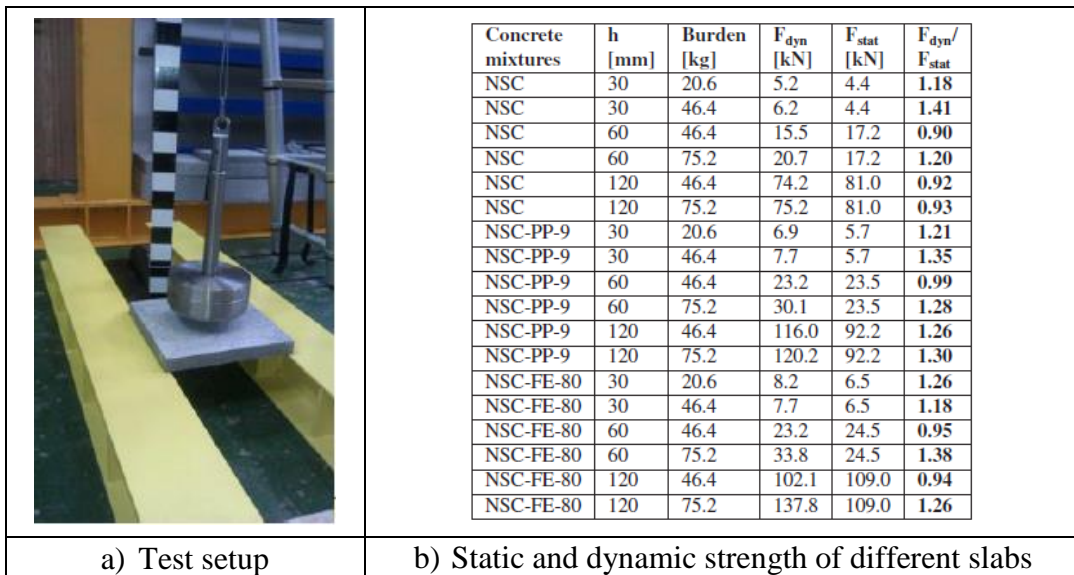 Concrete mixtures h [mm] Burden [kg] Fdyn [kN] Fstat [kN] Fdyn/ Fstat
NSC 30 20.6 5.2 4.4 1.18
NSC 30 46.4 6.2 4.4 1.41
NSC 60 46.4 15.5 17.2 0.90
NSC 60 75.2 20.7 17.2 1.20
NSC 120 46.4 74.2 81.0 0.92
NSC 120 75.2 75.2 81.0 0.93
NSC-PP-9 30 20.6 6.9 5.7 1.21
NSC-PP-9 30 46.4 7.7 5.7 1.35
NSC-PP-9 60 46.4 23.2 23.5 0.99
NSC-PP-9 60 75.2 30.1 23.5 1.28
NSC-PP-9 120 46.4 116.0 92.2 1.26
NSC-PP-9 120 75.2 120.2 92.2 1.30
NSC-FE-80 30 20.6 8.2 6.5 1.26
NSC-FE-80 30 46.4 7.7 6.5 1.18
NSC-FE-80 60 46.4 23.2 24.5 0.95
NSC-FE-80 60 75.2 33.8 24.5 1.38
NSC-FE-80 120 46.4 102.1 109.0 0.94
NSC-FE-80 120 75.2 137.8 109.0 1.26
a) Test setup
b) Static and dynamic strength of different slabs